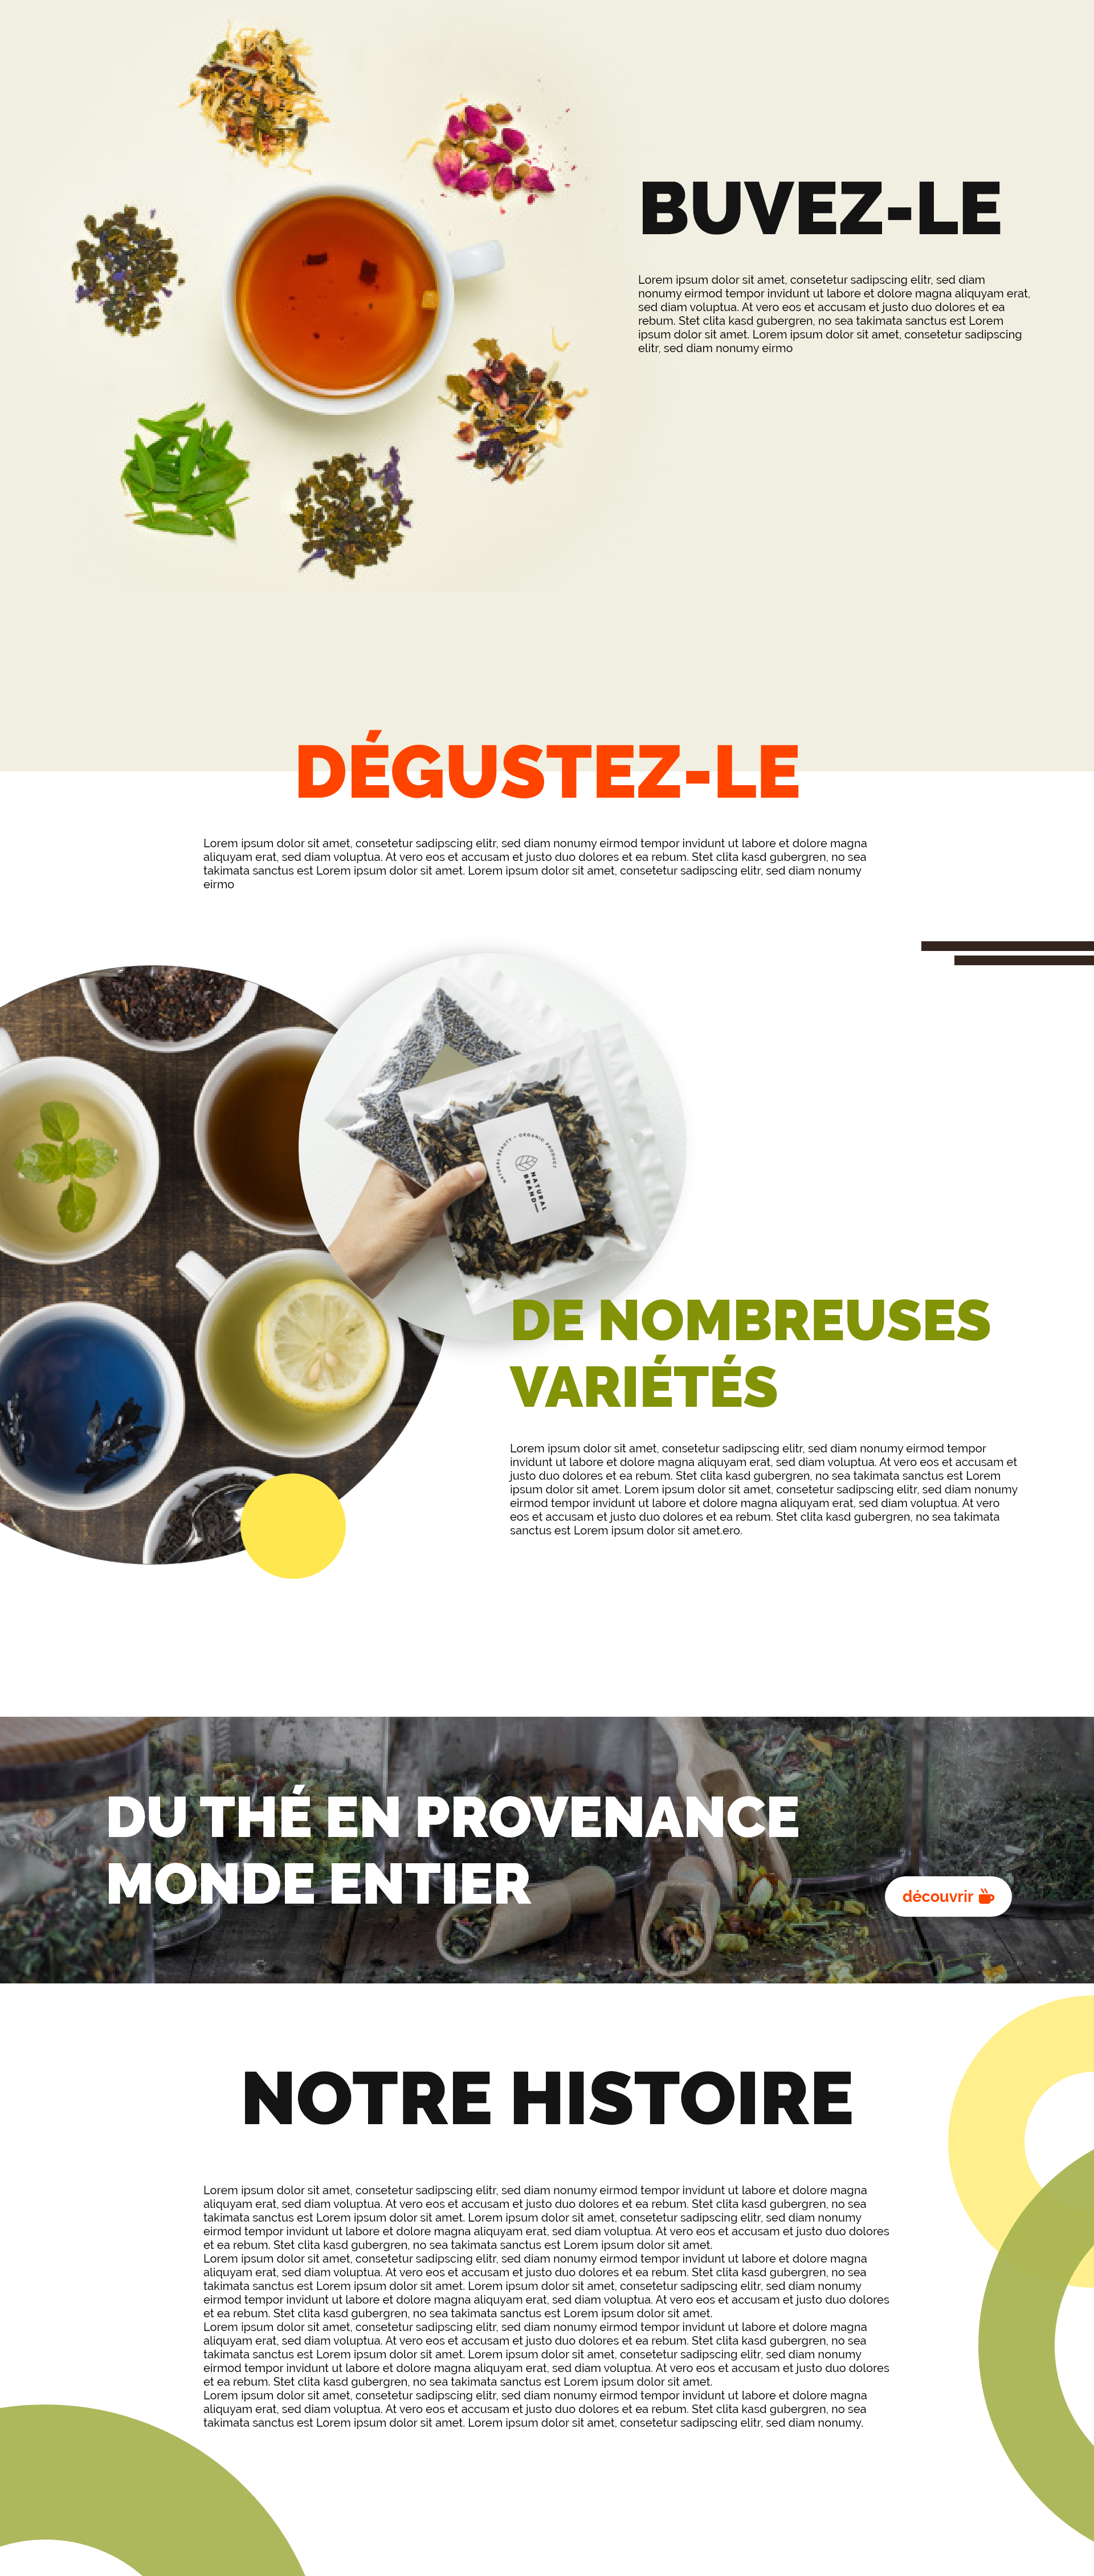 BUVEZ-LE
Lorem ipsum dolor sit amet, consetetur sadipscing elitr, sed diam
nonumy eirmod tempor invidunt ut labore et dolore magna aliquyam erat,
sed diam voluptua. At vero eos et accusam et justo duo dolores et ea
rebum. Stet clita kasd gubergren, no sea takimata sanctus est Lorem
ipsum dolor sit amet. Lorem ipsum dolor sit amet, consetetur sadipscing
elitr, sed diam nonumy eirmo
DÉGUSTEZ-LE
Lorem ipsum dolor sit amet, consetetur sadipscing elitr, sed diam nonumy eirmod tempor invidunt ut labore et dolore magna
aliquyam erat, sed diam voluptua. At vero eos et accusam et justo duo dolores et ea rebum. Stet clita kasd gubergren, no sea
takimata sanctus est Lorem ipsum dolor sit amet. Lorem ipsum dolor sit amet, consetetur sadipscing elitr, sed diam nonumy
eirmo
NATURAL BEAUTY • ORGANIC PRODUCT
NATURAL
BRAND
DE NOMBREUSES
VARIÉTÉS
Lorem ipsum dolor sit amet, consetetur sadipscing elitr, sed diam nonumy eirmod tempor
invidunt ut labore et dolore magna aliquyam erat, sed diam voluptua. At vero eos et accusam et
justo duo dolores et ea rebum. Stet clita kasd gubergren, no sea takimata sanctus est Lorem
ipsum dolor sit amet. Lorem ipsum dolor sit amet, consetetur sadipscing elitr, sed diam nonumy
eirmod tempor invidunt ut labore et dolore magna aliquyam erat, sed diam voluptua. At vero
eos et accusam et justo duo dolores et ea rebum. Stet clita kasd gubergren, no sea takimata
sanctus est Lorem ipsum dolor sit amet.ero.
DU THÉ EN PROVENANCE
MONDE ENTIER
découvrir
NOTRE HISTOIRE
Lorem ipsum dolor sit amet, consetetur sadipscing elitr, sed diam nonumy eirmod tempor invidunt ut labore et dolore magna
aliquyam erat, sed diam voluptua. At vero eos et accusam et justo duo dolores et ea rebum. Stet clita kasd gubergren, no sea
takimata sanctus est Lorem ipsum dolor sit amet. Lorem ipsum dolor sit amet, consetetur sadipscing elitr, sed diam nonumy
eirmod tempor invidunt ut labore et dolore magna aliquyam erat, sed diam voluptua. At vero eos et accusam et justo duo dolores
et ea rebum. Stet clita kasd gubergren, no sea takimata sanctus est Lorem ipsum dolor sit amet.
Lorem ipsum dolor sit amet, consetetur sadipscing elitr, sed diam nonumy eirmod tempor invidunt ut labore et dolore magna
aliquyam erat, sed diam voluptua. At vero eos et accusam et justo duo dolores et ea rebum. Stet clita kasd gubergren, no sea
takimata sanctus est Lorem ipsum dolor sit amet. Lorem ipsum dolor sit amet, consetetur sadipscing elitr, sed diam nonumy
eirmod tempor invidunt ut labore et dolore magna aliquyam erat, sed diam voluptua. At vero eos et accusam et justo duo dolores
et ea rebum. Stet clita kasd gubergren, no sea takimata sanctus est Lorem ipsum dolor sit amet.
Lorem ipsum dolor sit amet, consetetur sadipscing elitr, sed diam nonumy eirmod tempor invidunt ut labore et dolore magna
aliquyam erat, sed diam voluptua. At vero eos et accusam et justo duo dolores et ea rebum. Stet clita kasd gubergren, no sea
takimata sanctus est Lorem ipsum dolor sit amet. Lorem ipsum dolor sit amet, consetetur sadipscing elitr, sed diam nonumy
eirmod tempor invidunt ut labore et dolore magna aliquyam erat, sed diam voluptua. At vero eos et accusam et justo duo dolores
et ea rebum. Stet clita kasd gubergren, no sea takimata sanctus est Lorem ipsum dolor sit amet.
Lorem ipsum dolor sit amet, consetetur sadipscing elitr, sed diam nonumy eirmod tempor invidunt ut labore et dolore magna
aliquyam erat, sed diam voluptua. At vero eos et accusam et justo duo dolores et ea rebum. Stet clita kasd gubergren, no sea
takimata sanctus est Lorem ipsum dolor sit amet. Lorem ipsum dolor sit amet, consetetur sadipscing elitr, sed diam nonumy.